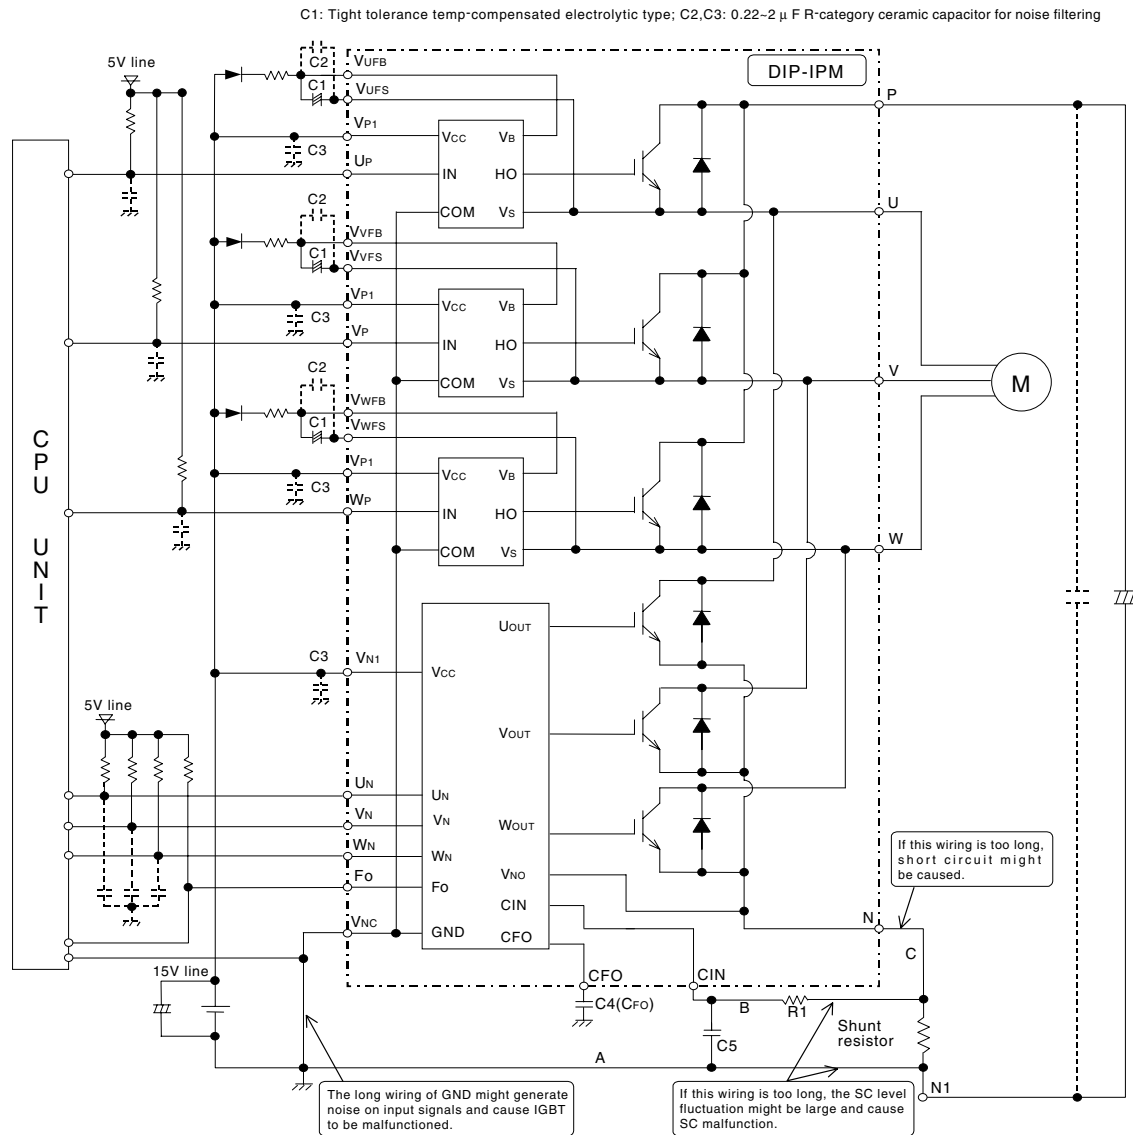 C1: Tight tolerance temp-compensated electrolytic type; C2,C3: 0.22~2 μ F R-category ceramic capacitor for noise filtering
5V line
C2
C1
VUFB
VUFS
VP1
C3
UP
VCC
VB
IN
HO
COM
VS
DIP-IPM
P
U
C2
C1
VVFB
VVFS
VP1
C3
VP
VCC
VB
IN
HO
COM
VS
V
M
C2
C1
VWFB
VWFS
VP1
C3
WP
VCC
VB
IN
HO
COM
VS
W
CPU UNIT
C3
VN1
VCC
UOUT
VOUT
WOUT
VNO
CIN
CFO
5V line
UN
UN
VN
VN
WN
WN
FO
FO
VNC
GND
15V line
CFO
C4(CFO)
CIN
B
R1
C5
Shunt
resistor
N
C
A
N1
If this wiring is too long,
short circuit might
be caused.
The long wiring of GND might generate
noise on input signals and cause IGBT
to be malfunctioned.
If this wiring is too long, the SC level
fluctuation might be large and cause
SC malfunction.